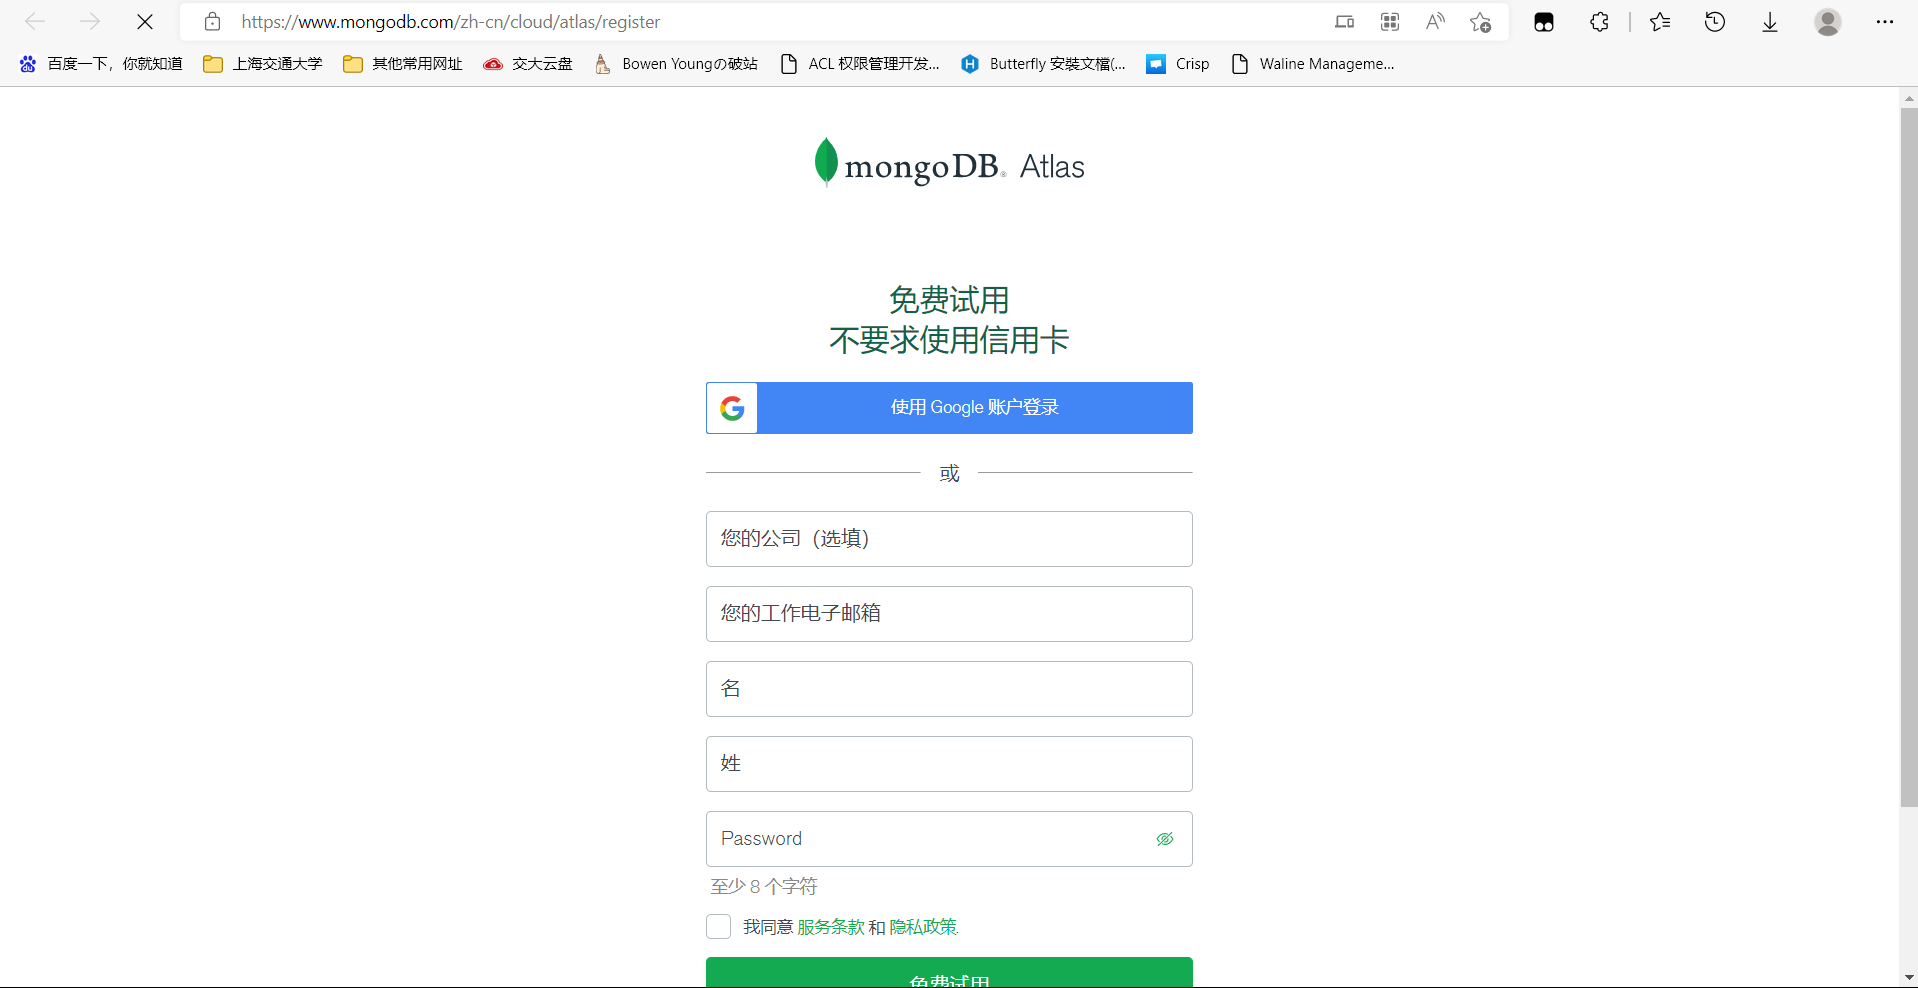 https://www.mongodb.com/zh-cn/cloud/atlas/register
百度一下，你就知道 上海交通大学 其他常用网址 交大云盘 Bowen Youngの破站 ACL 权限管理开发... Butterfly 安裝文檔(... Crisp Waline Manageme...
mongoDB® Atlas
免费试用
不要求使用信用卡
使用 Google 账户登录
或
您的公司（选填）
您的工作电子邮箱
名
姓
Password
至少 8 个字符
我同意 服务条款 和 隐私政策.
免费试用